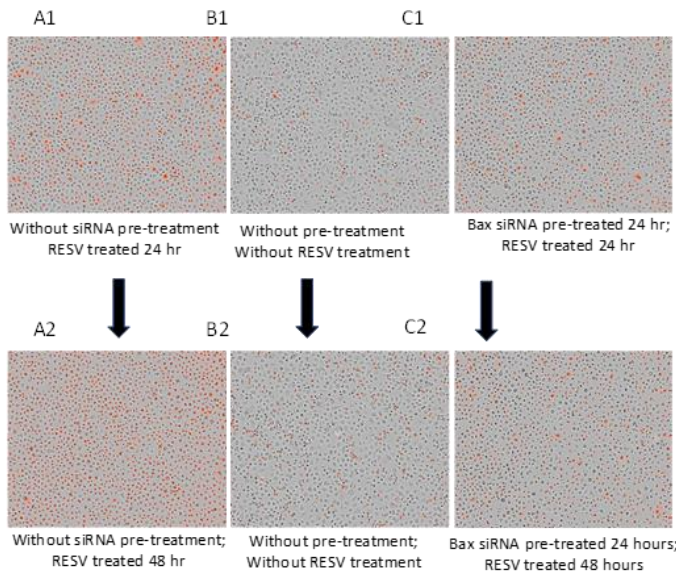 A1 B1 C1
Without siRNA pre-treatment
RESV treated 24 hr
Without pre-treatment
Without RESV treatment
Bax siRNA pre-treated 24 hr;
RESV treated 24 hr
A2 B2 C2
Without siRNA pre-treatment;
RESV treated 48 hr
Without pre-treatment;
Without RESV treatment
Bax siRNA pre-treated 24 hours;
RESV treated 48 hours